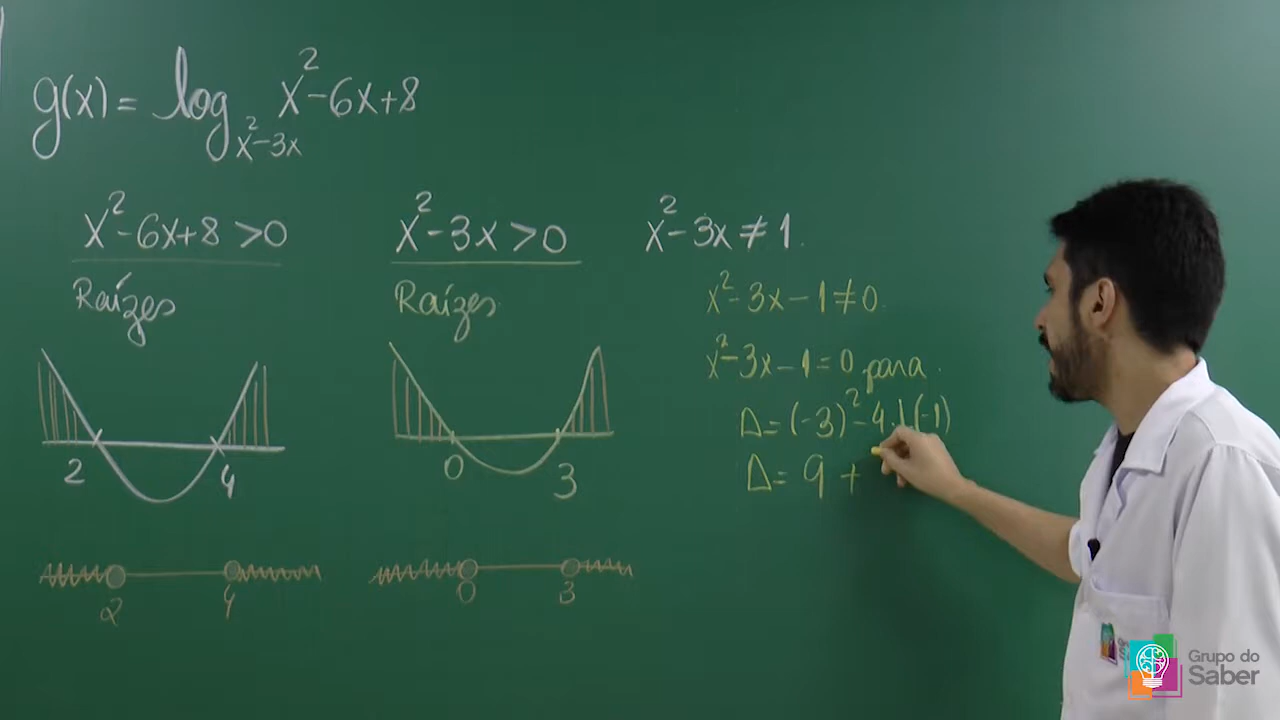 g(x) = log_{x²-3x} x²-6x+8
x²-6x+8 >0
Raízes
2 4
2 4
x²-3x >0
Raízes
0 3
0 3
x²-3x ≠ 1.
x²-3x-1≠0.
x²-3x-1=0 para.
Δ=(-3)²-4.1(-1)
Δ= 9 +
Grupo do
Saber